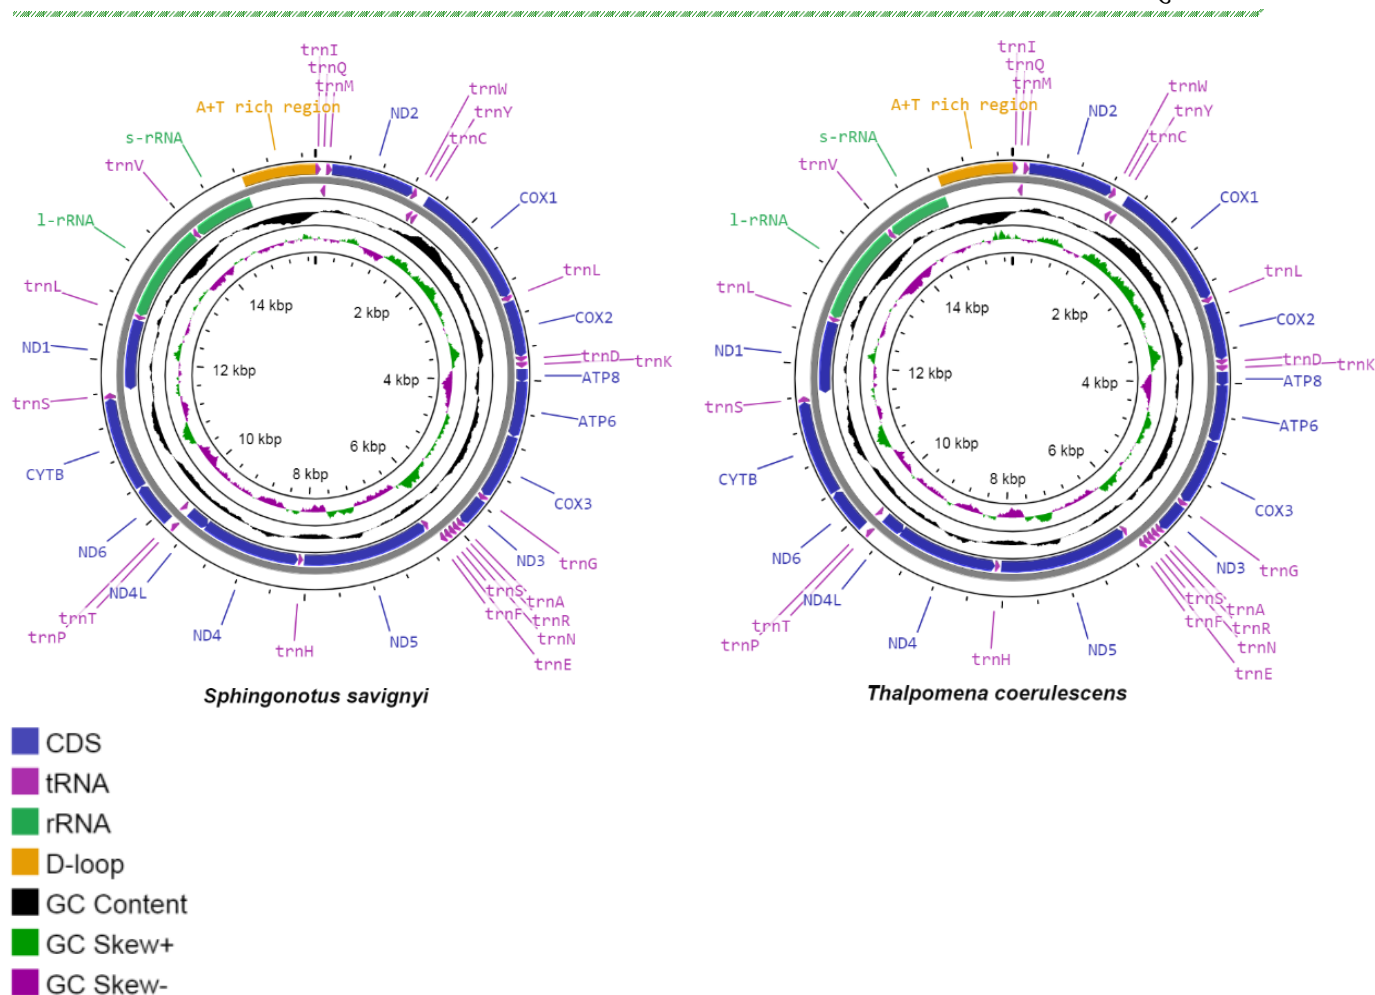 trnI
trnQ
trnM
A+T rich region
trnW
trnY
trnC
ND2
s-rRNA
trnV
COX1
l-rRNA
trnL
trnL
COX2
ND1
trnD
trnK
ATP8
trnS
ATP6
CYTB
COX3
ND6
ND3
trnG
ND4L
trnT
trnP
trnS
trnA
trnF
trnR
trnN
trnE
ND4
trnH
ND5
14 kbp
2 kbp
12 kbp
4 kbp
10 kbp
6 kbp
8 kbp
Sphingonotus savignyi
trnI
trnQ
trnM
A+T rich region
trnW
trnY
trnC
ND2
s-rRNA
trnV
COX1
l-rRNA
trnL
trnL
COX2
ND1
trnD
trnK
ATP8
trnS
ATP6
CYTB
COX3
ND6
ND3
trnG
ND4L
trnT
trnP
trnS
trnA
trnF
trnR
trnN
trnE
ND4
trnH
ND5
14 kbp
2 kbp
12 kbp
4 kbp
10 kbp
6 kbp
8 kbp
Thalpomena coerulescens
CDS
tRNA
rRNA
D-loop
GC Content
GC Skew+
GC Skew-